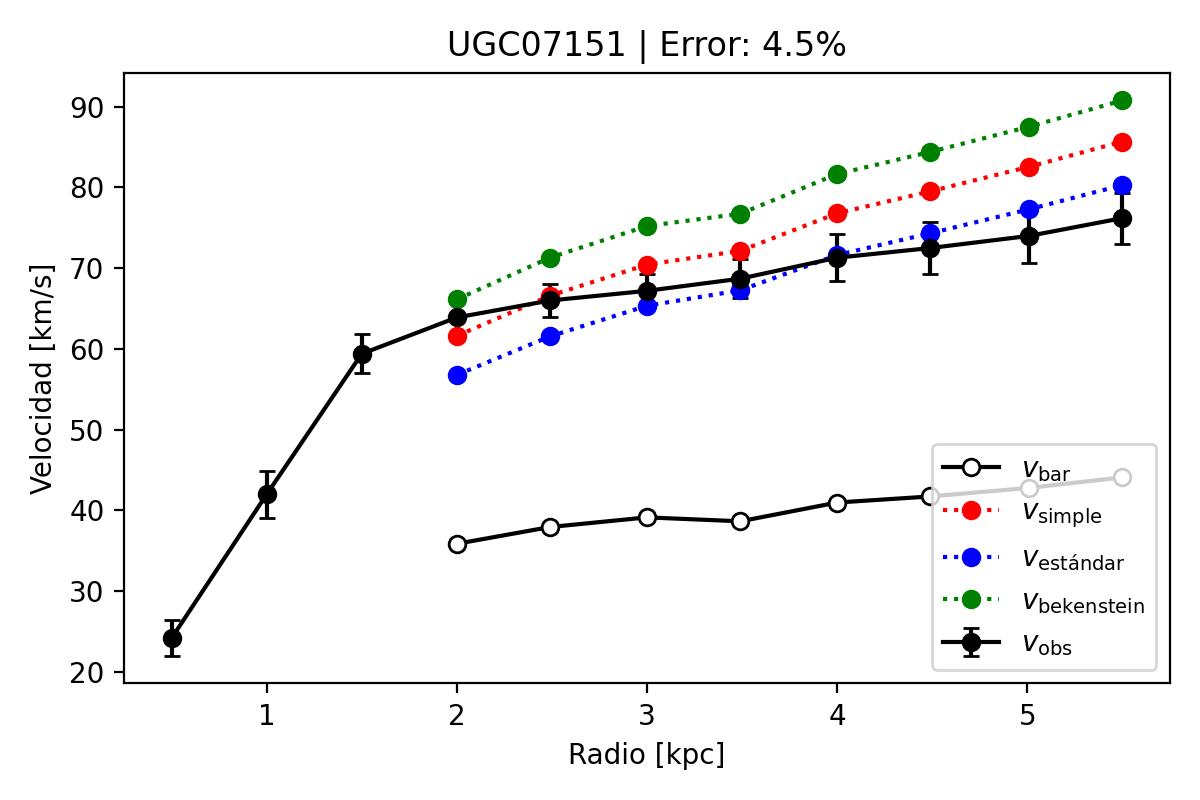 UGC07151 | Error: 4.5%
Velocidad [km/s]
90
80
70
60
50
40
30
20
v_bar
v_simple
v_estándar
v_bekenstein
v_obs
1 2 3 4 5
Radio [kpc]